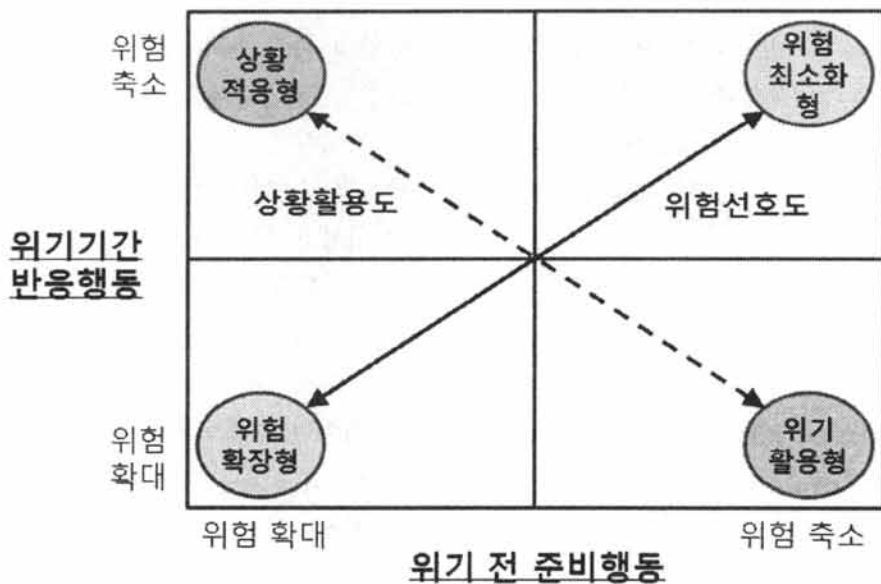 위험
축소
상황
적응형
위험
최소화
형
상황활용도
위험선호도
위기기간
반응행동
위험
확대
위험
확장형
위기
활용형
위험 확대
위험 축소
위기 전 준비행동